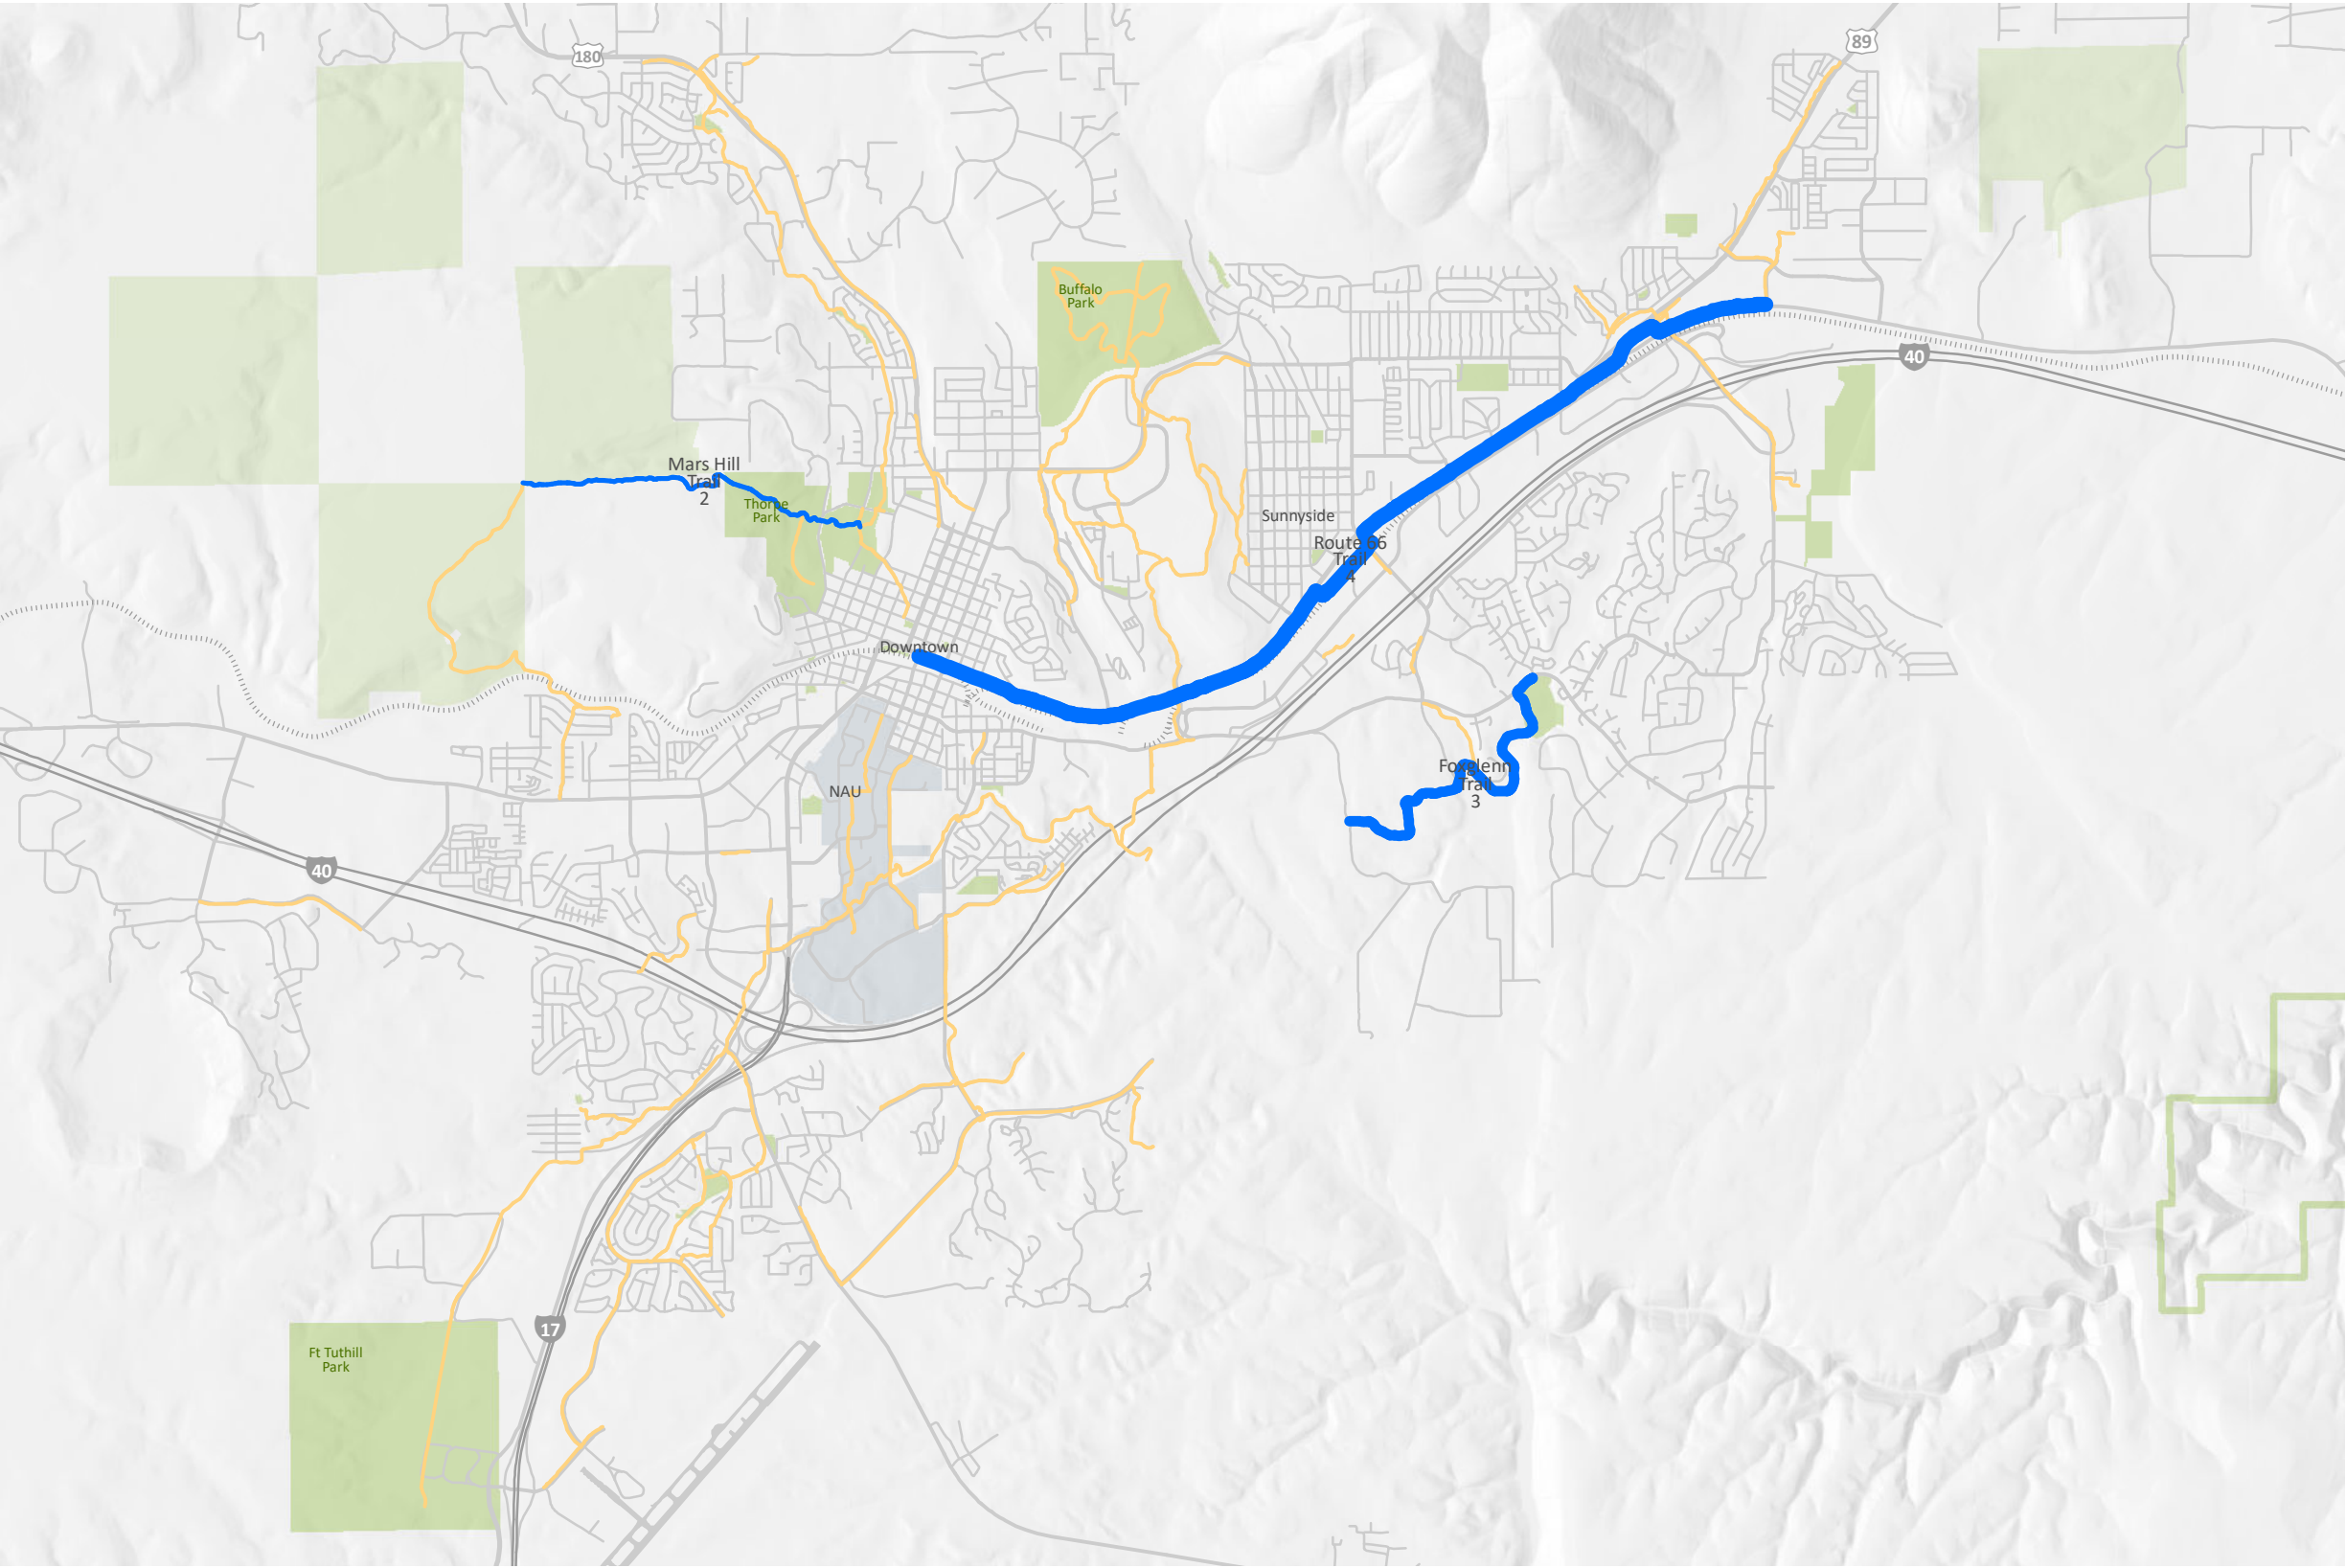 180
89
Buffalo
Park
40
Mars Hill
Trail
2
Thorpe
Park
Sunnyside
Route 66
Trail
4
Downtown
Foxglenn
Trail
3
NAU
40
17
Ft Tuthill
Park